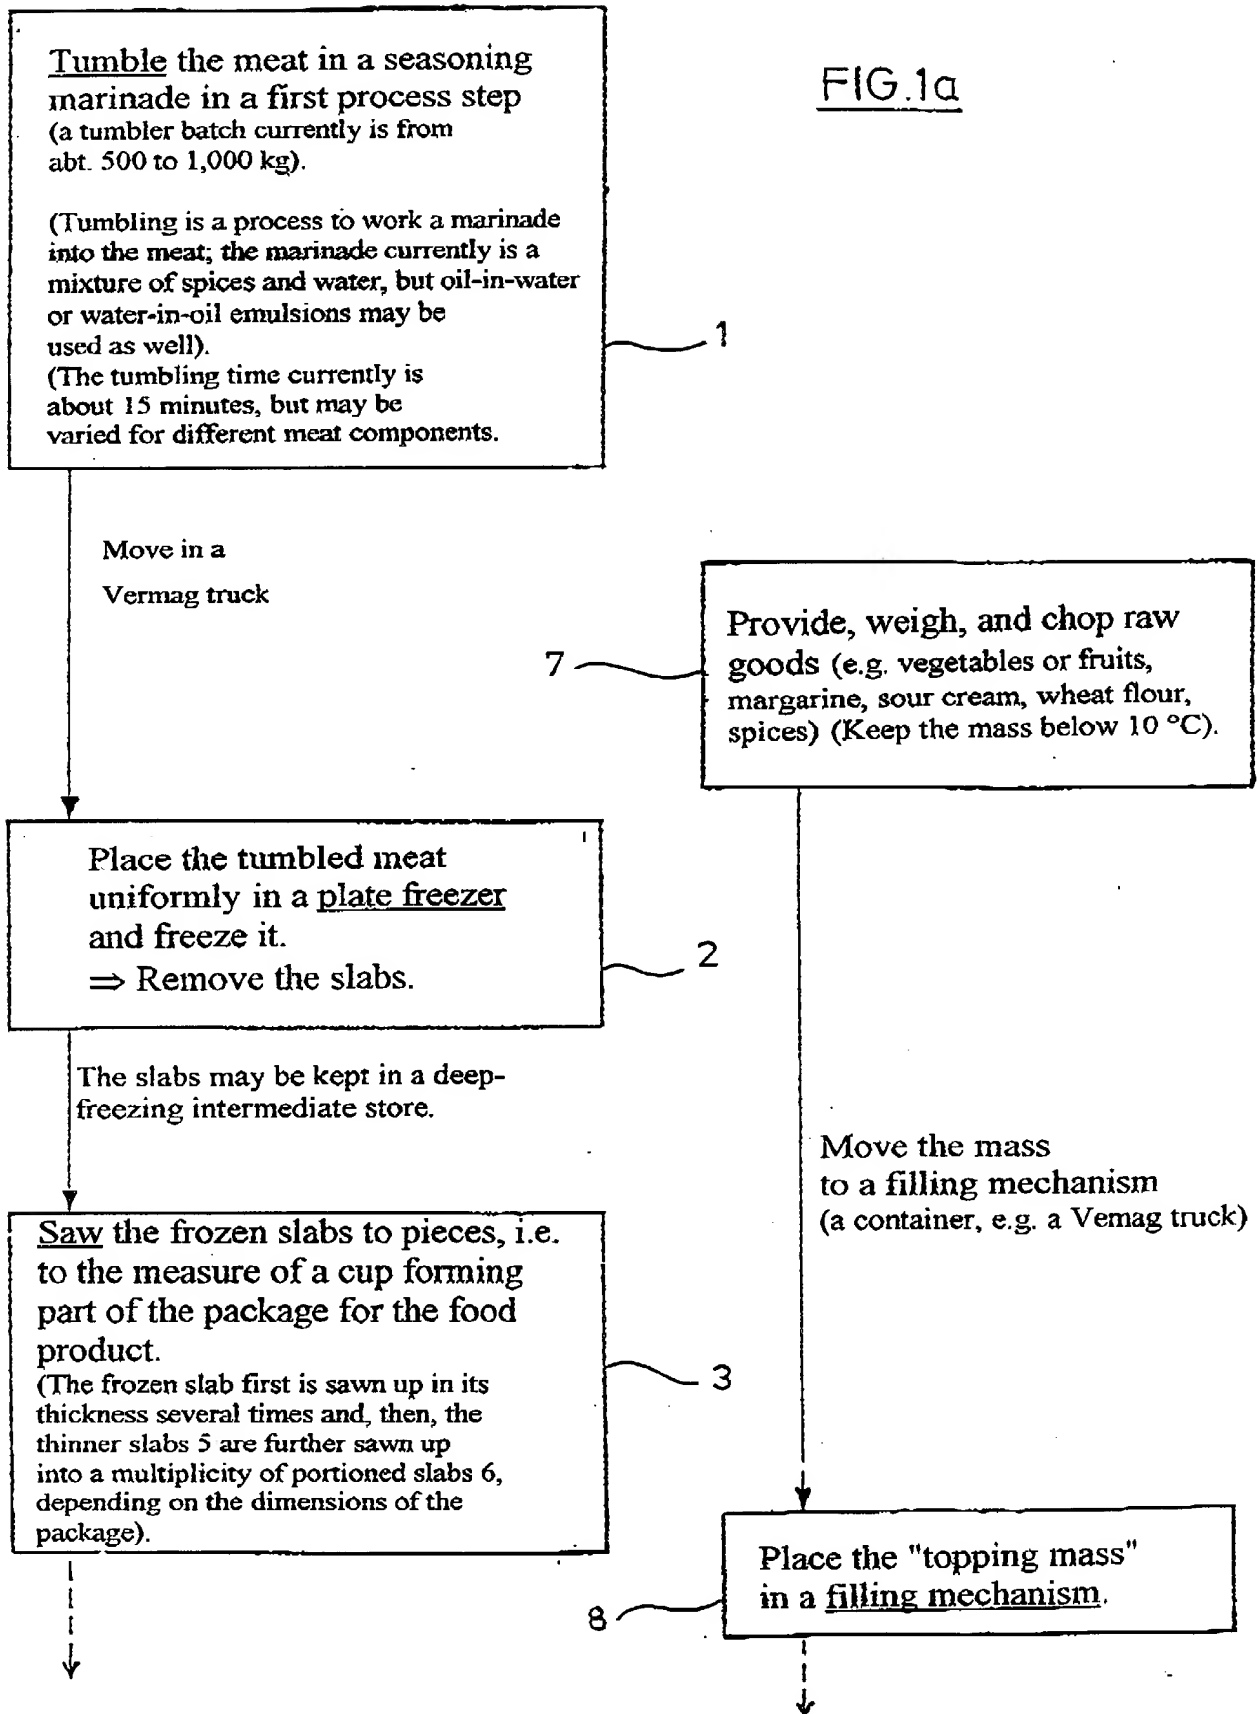 FIG.1a
Tumble the meat in a seasoning
marinade in a first process step
(a tumbler batch currently is from
abt. 500 to 1,000 kg).
(Tumbling is a process to work a marinade
into the meat; the marinade currently is a
mixture of spices and water, but oil-in-water
or water-in-oil emulsions may be
used as well).
(The tumbling time currently is
about 15 minutes, but may be
varied for different meat components.
1
Move in a
Vermag truck
Place the tumbled meat
uniformly in a plate freezer
and freeze it.
⇒ Remove the slabs.
2
The slabs may be kept in a deep-
freezing intermediate store.
Saw the frozen slabs to pieces, i.e.
to the measure of a cup forming
part of the package for the food
product.
(The frozen slab first is sawn up in its
thickness several times and, then, the
thinner slabs 5 are further sawn up
into a multiplicity of portioned slabs 6,
depending on the dimensions of the
package).
3
7
Provide, weigh, and chop raw
goods (e.g. vegetables or fruits,
margarine, sour cream, wheat flour,
spices) (Keep the mass below 10 °C).
Move the mass
to a filling mechanism
(a container, e.g. a Vemag truck)
Place the "topping mass"
in a filling mechanism.
8